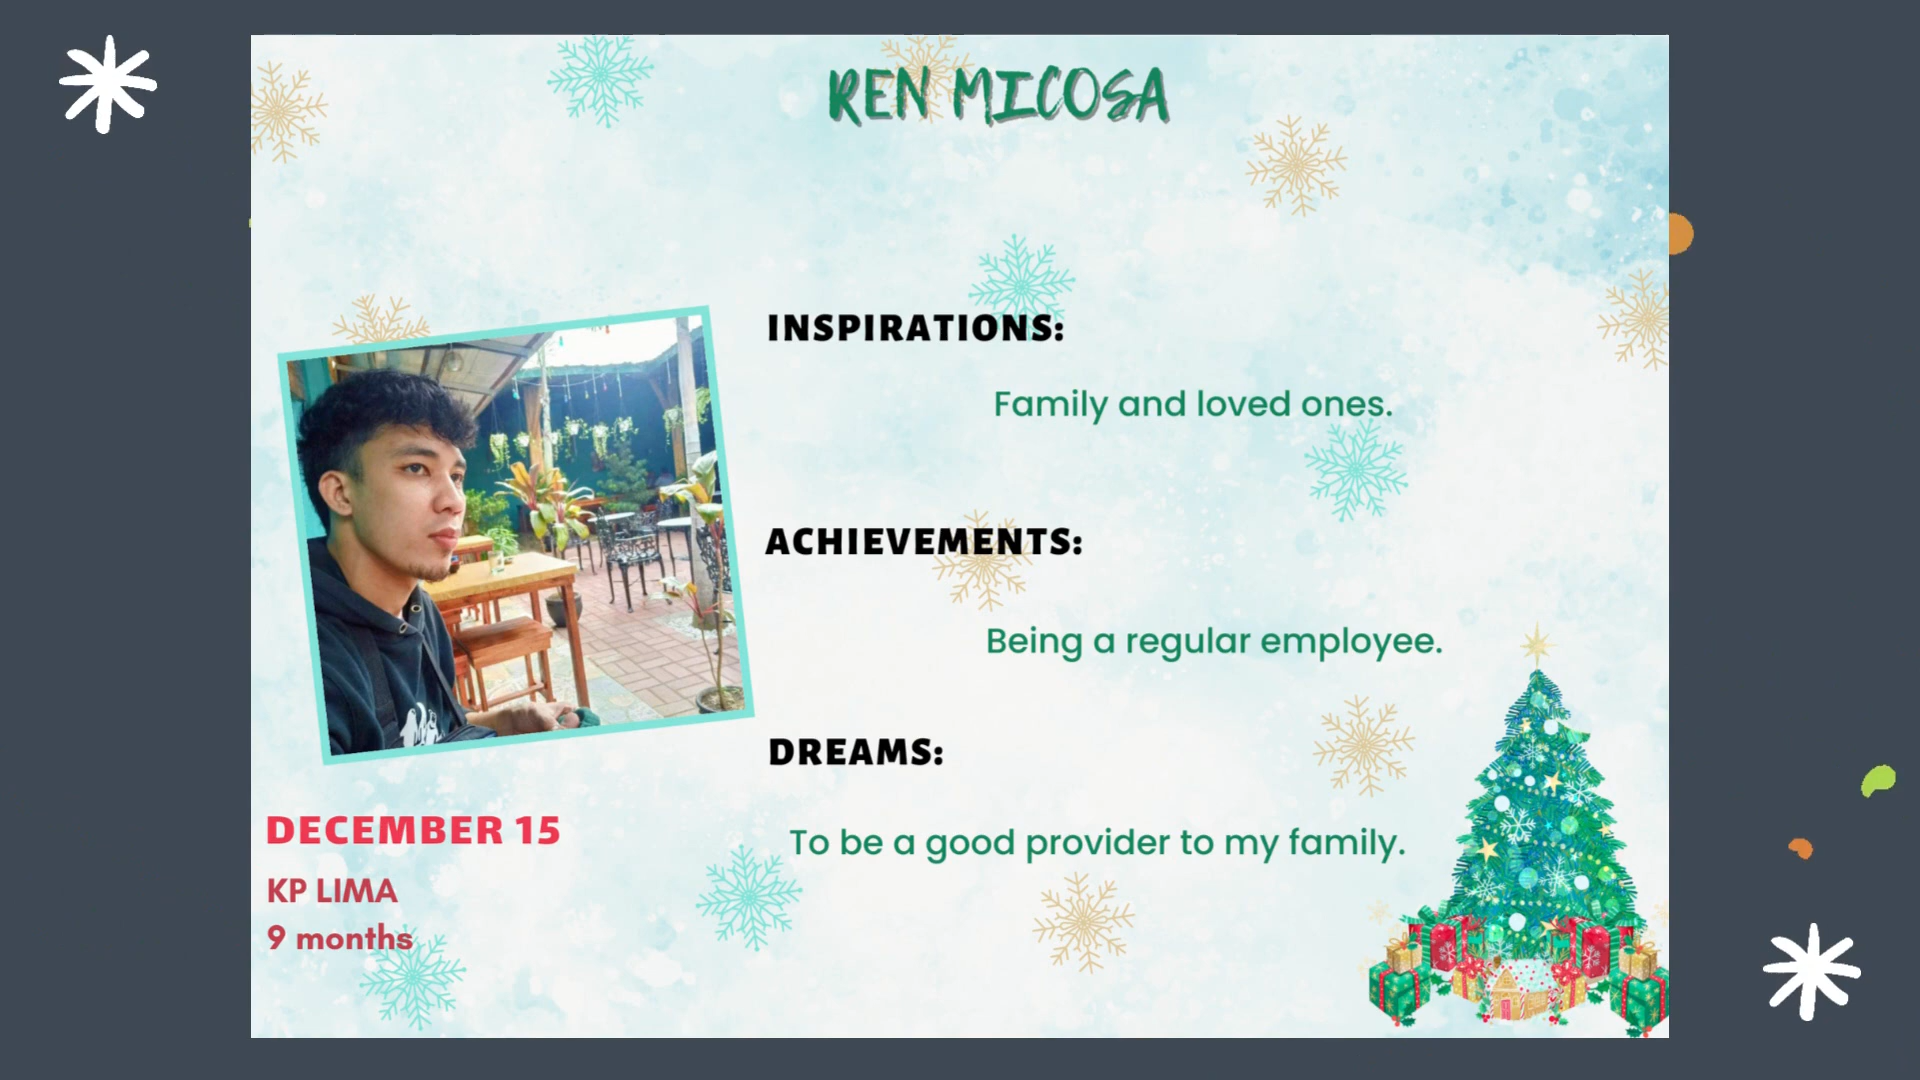 REN MICOSA
INSPIRATIONS:
Family and loved ones.
ACHIEVEMENTS:
Being a regular employee.
DREAMS:
To be a good provider to my family.
DECEMBER 15
KP LIMA
9 months